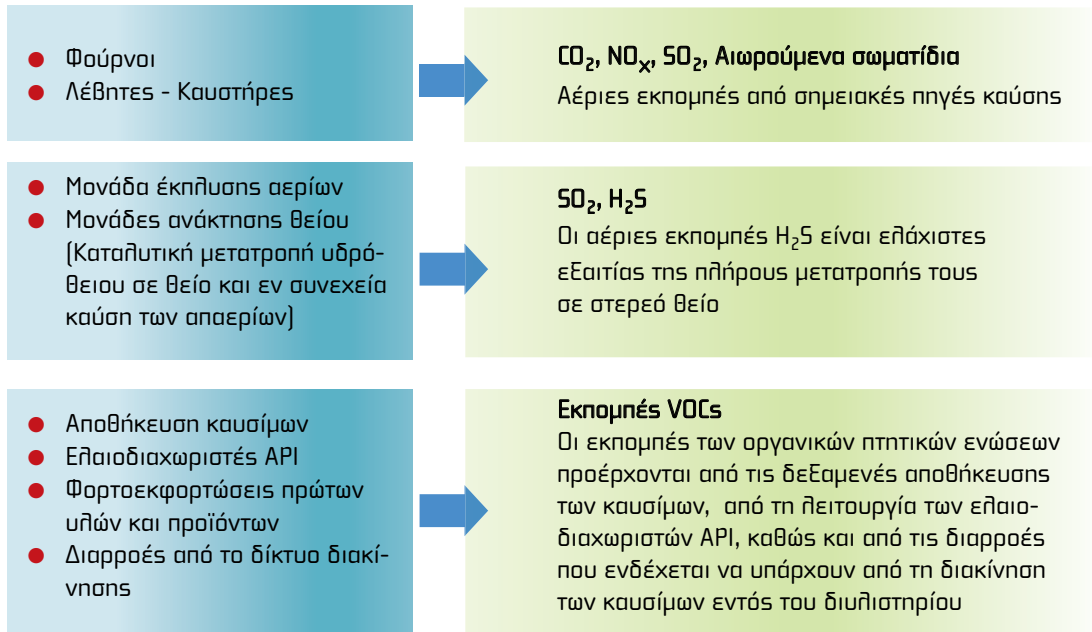 ● Φούρνοι
● Λέβητες - Καυστήρες
CO₂, NOₓ, SO₂, Αιωρούμενα σωματίδια
Αέριες εκπομπές από σημειακές πηγές καύσης
● Μονάδα έκπλυσης αερίων
● Μονάδες ανάκτησης θείου
(Καταλυτική μετατροπή υδρό-
θειου σε θείο και εν συνεχεία
καύση των απαερίων)
SO₂, H₂S
Οι αέριες εκπομπές H₂S είναι ελάχιστες
εξαιτίας της πλήρους μετατροπής τους
σε στερεό θείο
● Αποθήκευση καυσίμων
● Ελαιοδιαχωριστές API
● Φορτοεκφορτώσεις πρώτων
υλών και προϊόντων
● Διαρροές από το δίκτυο διακί-
νησης
Εκπομπές VOCs
Οι εκπομπές των οργανικών πτητικών ενώσεων
προέρχονται από τις δεξαμενές αποθήκευσης
των καυσίμων, από τη λειτουργία των ελαιο-
διαχωριστών API, καθώς και από τις διαρροές
που ενδέχεται να υπάρχουν από τη διακίνηση
των καυσίμων εντός του διυλιστηρίου